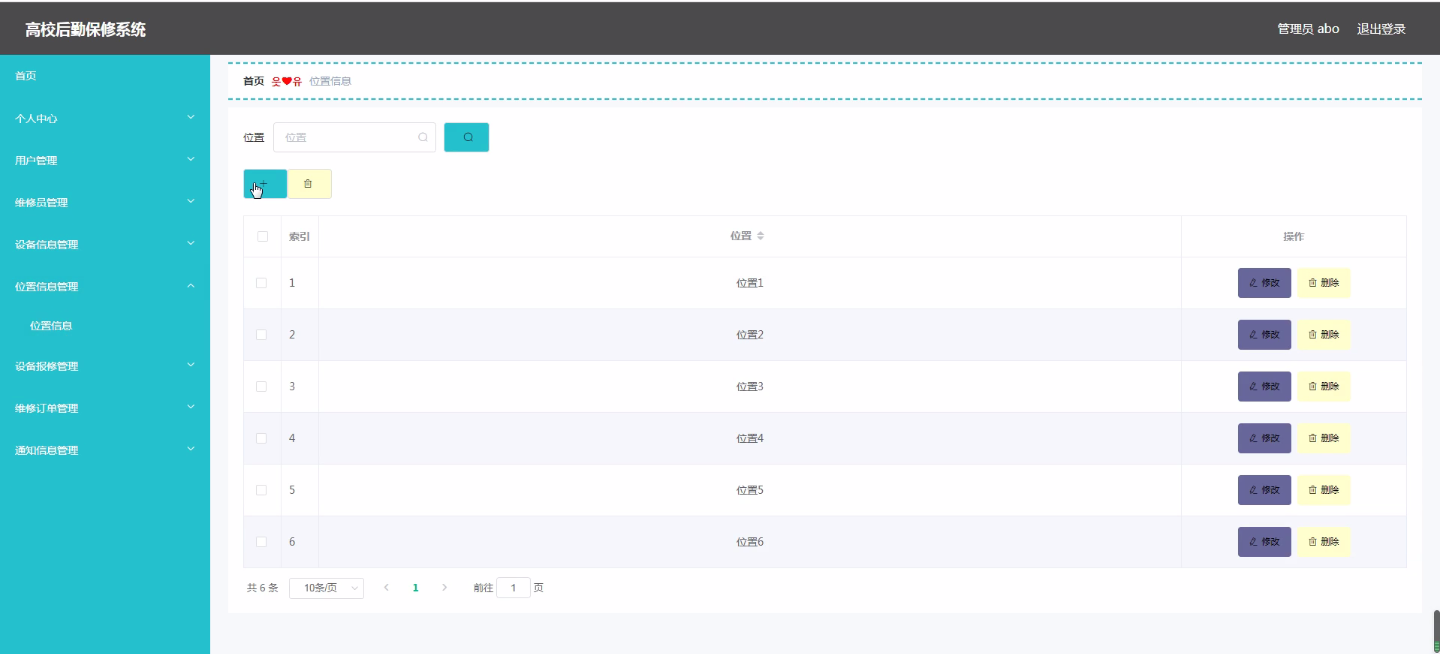 高校后勤保修系统
管理员 abo 退出登录
首页
个人中心
用户管理
维修员管理
设备信息管理
位置信息管理
位置信息
设备报修管理
维修订单管理
通知信息管理
首页 웃❤유 位置信息
位置 位置
索引 位置 操作
1 位置1 修改 删除
2 位置2 修改 删除
3 位置3 修改 删除
4 位置4 修改 删除
5 位置5 修改 删除
6 位置6 修改 删除
共 6 条 10条/页 1 前往 1 页